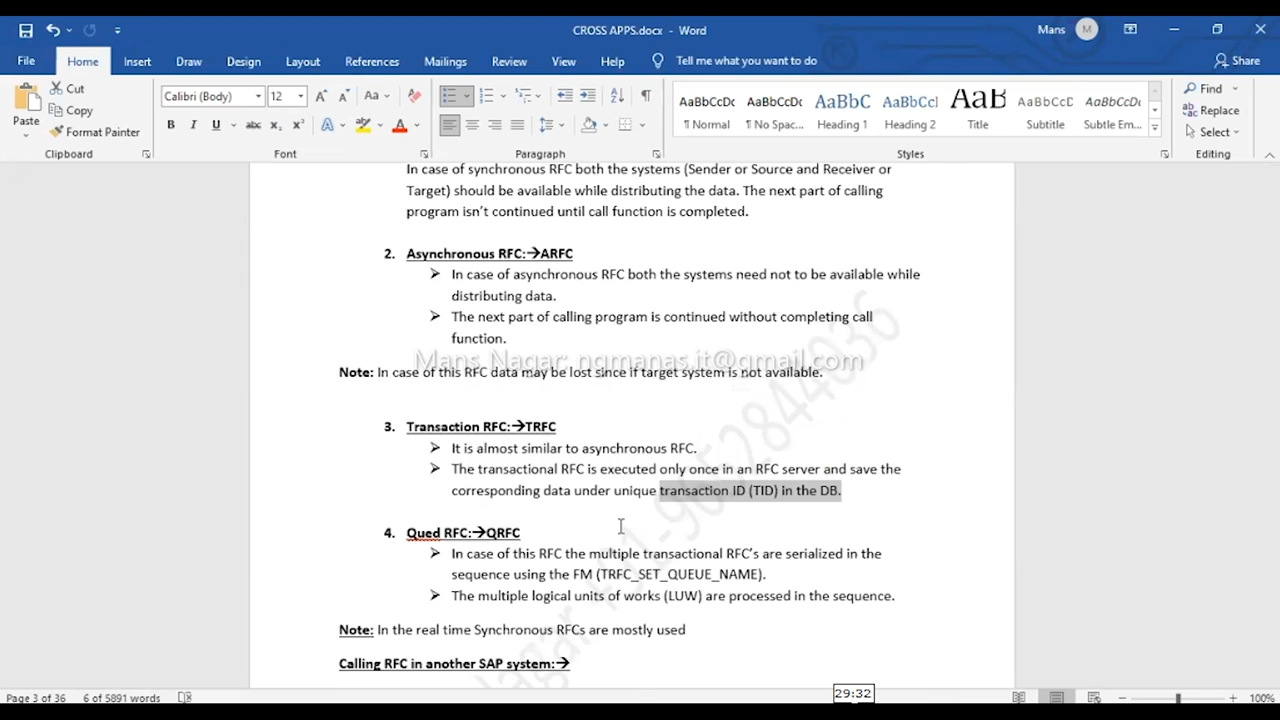 CROSS APPS.docx - Word
Mans
M
File
Home
Insert
Draw
Design
Layout
References
Mailings
Review
View
Help
Tell me what you want to do
Share
Paste
Cut
Copy
Format Painter
Clipboard
Calibri (Body)
12
Font
Paragraph
AaBbCcDc
¶ Normal
AaBbCcDc
¶ No Spac...
AaBbC
Heading 1
AaBbCcl
Heading 2
AaB
Title
AaBbCcD
Subtitle
AaBbCcDc
Subtle Em...
Styles
Find
Replace
Select
Editing
In case of synchronous RFC both the systems (Sender or Source and Receiver or
Target) should be available while distributing the data. The next part of calling
program isn't continued until call function is completed.
2. Asynchronous RFC:→ARFC
➢ In case of asynchronous RFC both the systems need not to be available while
distributing data.
➢ The next part of calling program is continued without completing call
function.
Mans Nagar: ngmanas.it@gmail.com
Note: In case of this RFC data may be lost since if target system is not available.
3. Transaction RFC:→TRFC
➢ It is almost similar to asynchronous RFC.
➢ The transactional RFC is executed only once in an RFC server and save the
corresponding data under unique transaction ID (TID) in the DB.
4. Qued RFC:→QRFC
➢ In case of this RFC the multiple transactional RFC's are serialized in the
sequence using the FM (TRFC_SET_QUEUE_NAME).
➢ The multiple logical units of works (LUW) are processed in the sequence.
Note: In the real time Synchronous RFCs are mostly used
Calling RFC in another SAP system:→
Page 3 of 36
6 of 5891 words
29:32
100%